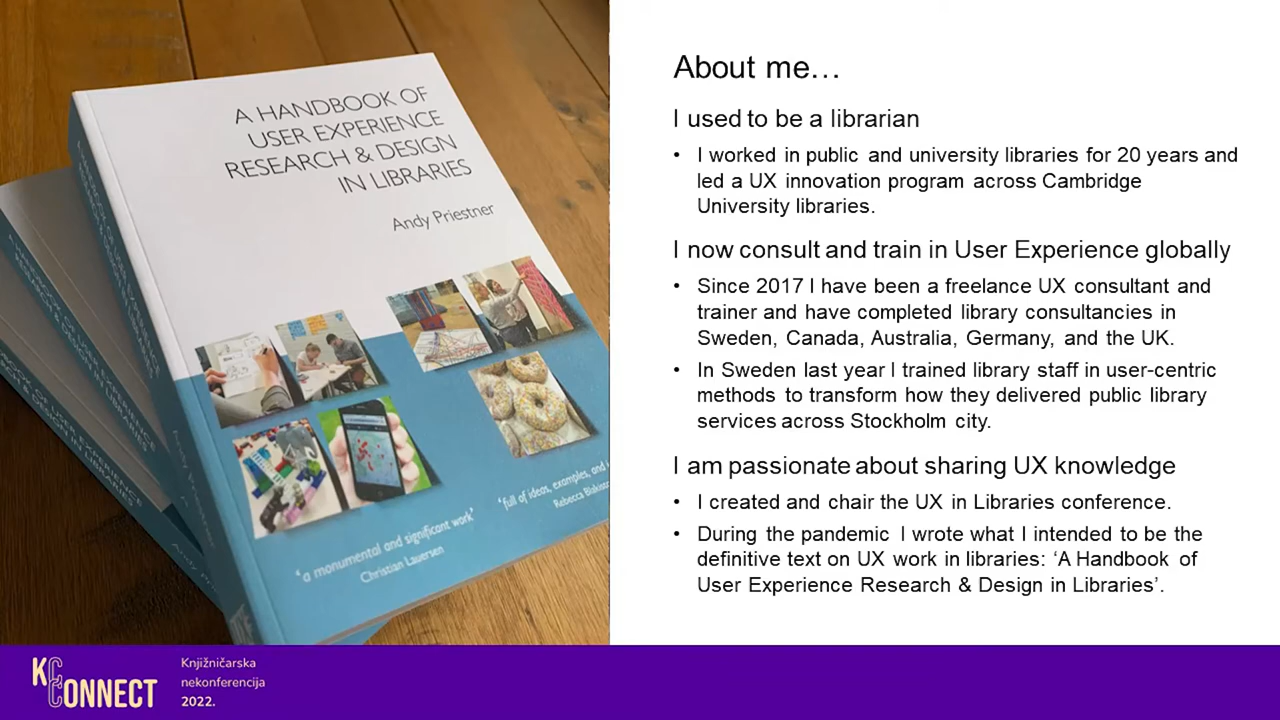 A HANDBOOK OF
USER EXPERIENCE
RESEARCH & DESIGN
IN LIBRARIES
Andy Priestner
'a monumental and significant work'
Christian Lauersen
'full of ideas, examples, and
Rebecca
About me…
I used to be a librarian
• I worked in public and university libraries for 20 years and
led a UX innovation program across Cambridge
University libraries.
I now consult and train in User Experience globally
• Since 2017 I have been a freelance UX consultant and
trainer and have completed library consultancies in
Sweden, Canada, Australia, Germany, and the UK.
• In Sweden last year I trained library staff in user-centric
methods to transform how they delivered public library
services across Stockholm city.
I am passionate about sharing UX knowledge
• I created and chair the UX in Libraries conference.
• During the pandemic I wrote what I intended to be the
definitive text on UX work in libraries: ‘A Handbook of
User Experience Research & Design in Libraries’.
KCCONNECT
Knjižničarska
nekonferencija
2022.